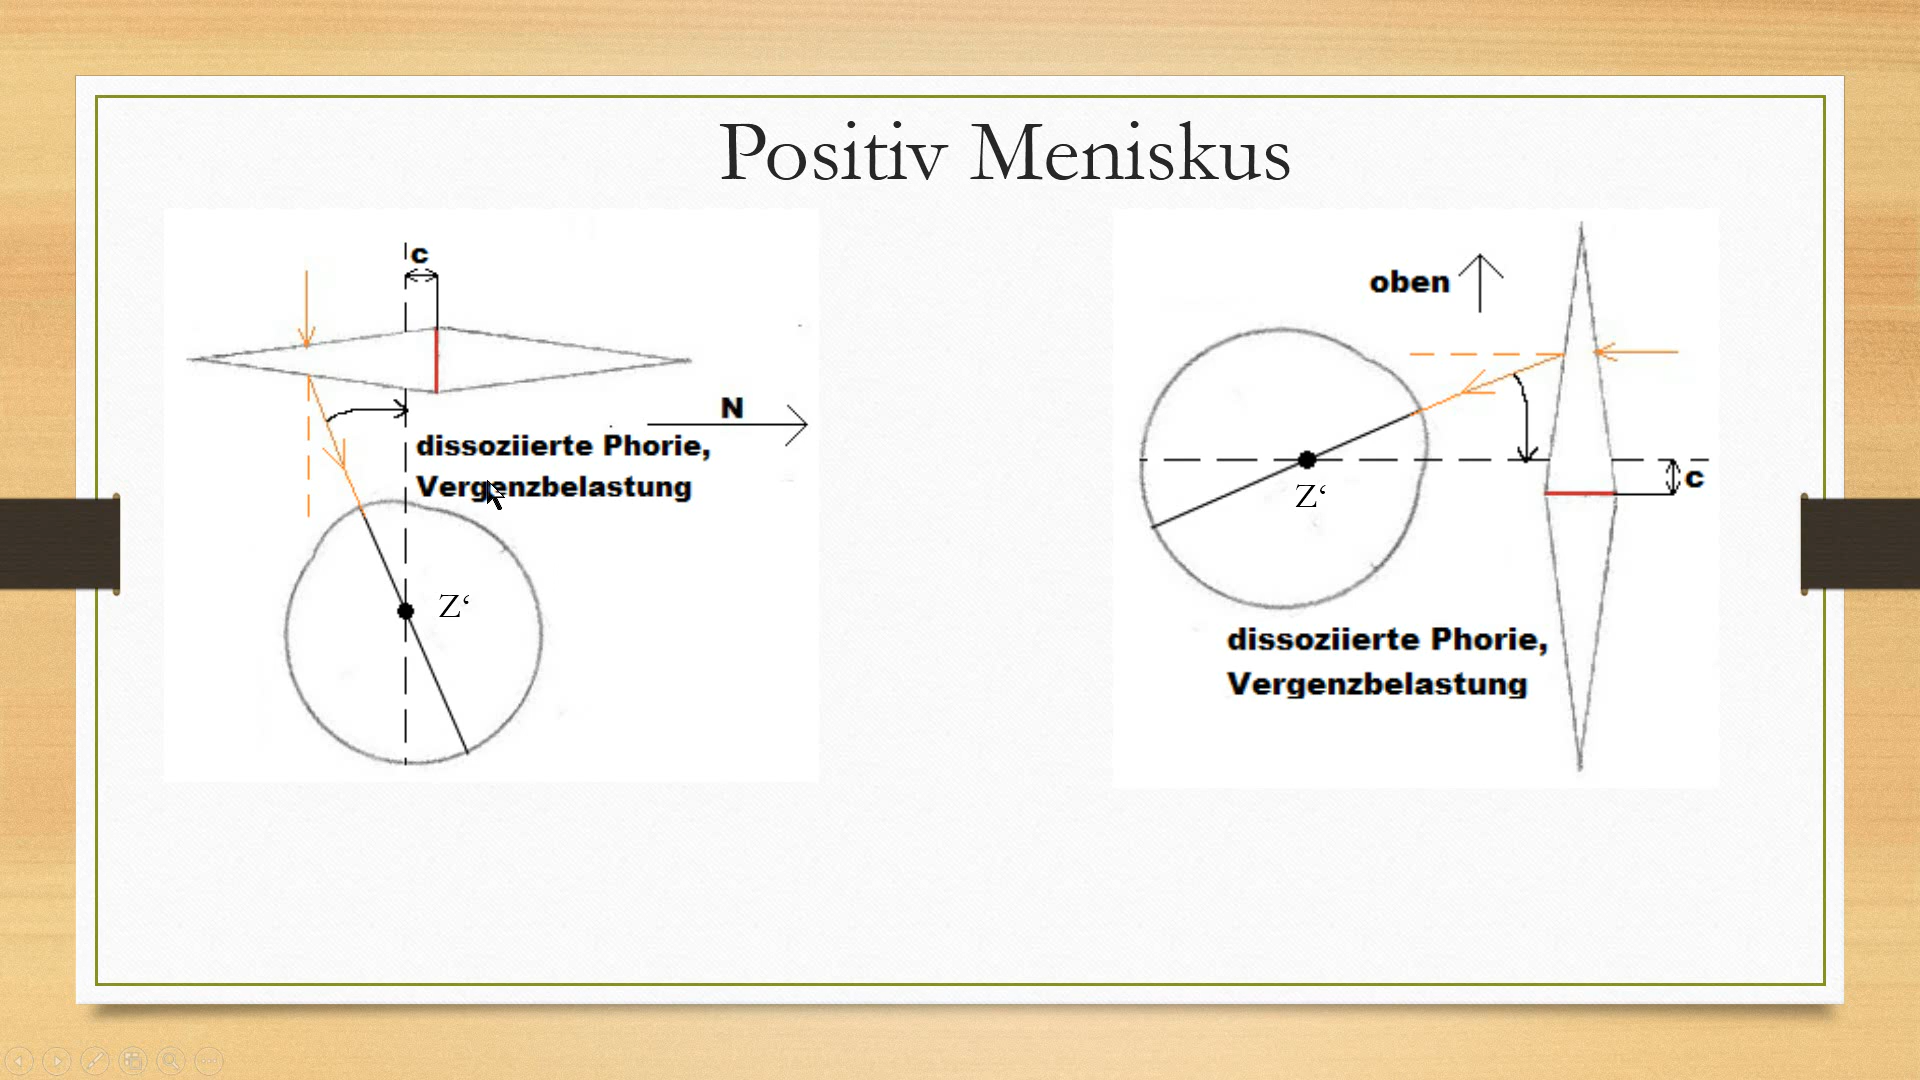 Positiv Meniskus
c
N
dissoziierte Phorie,
Vergenzbelastung
Z‘
oben
c
Z‘
dissoziierte Phorie,
Vergenzbelastung